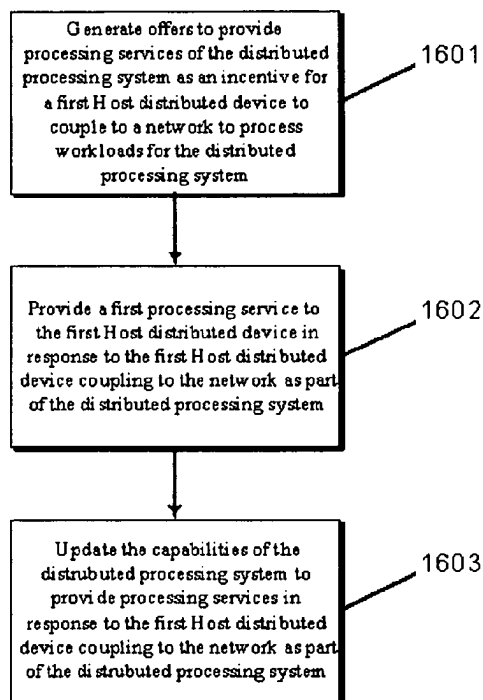 Generate offers to provide
processing services of the distributed
processing system as an incentive for
a first Host distributed device to
couple to a network to process
workloads for the distributed
processing system
1601
Provide a first processing service to
the first Host distributed device in
response to the first Host distributed
device coupling to the network as part
of the distributed processing system
1602
Update the capabilities of the
distrubuted processing system to
provide processing services in
response to the first Host distributed
device coupling to the network as part
of the distrubuted processing system
1603